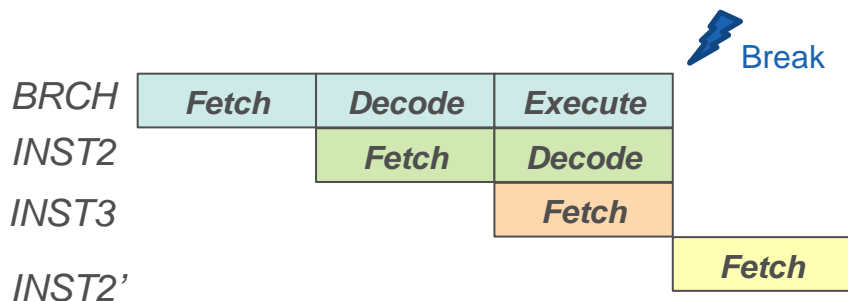 Break
BRCH Fetch Decode Execute
INST2 Fetch Decode
INST3 Fetch
Fetch
INST2’